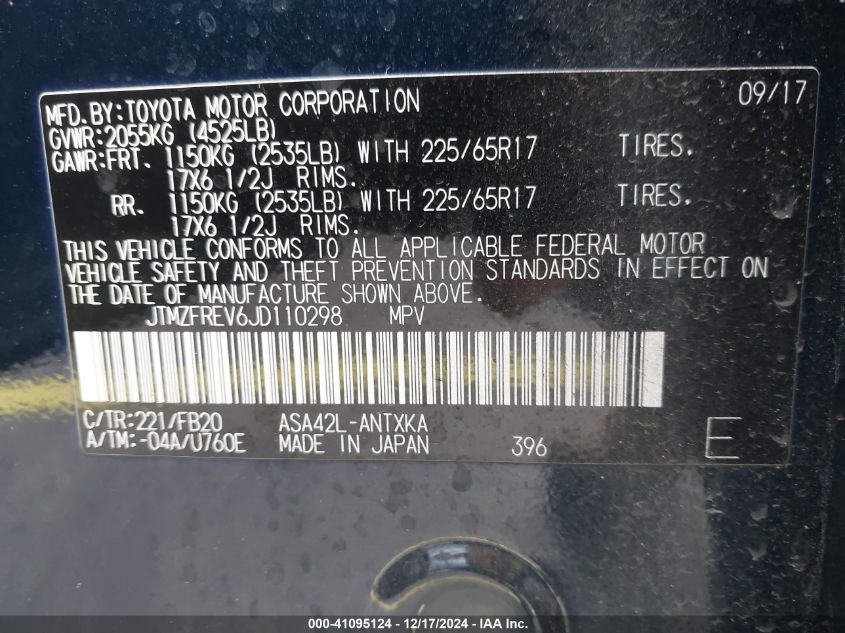 MFD.BY:TOYOTA MOTOR CORPORATION 09/17
GVWR:2055KG (4525LB)
GAWR:FRT. 1150KG (2535LB) WITH 225/65R17 TIRES.
17X6 1/2J RIMS.
RR. 1150KG (2535LB) WITH 225/65R17 TIRES.
17X6 1/2J RIMS.
THIS VEHICLE CONFORMS TO ALL APPLICABLE FEDERAL MOTOR
VEHICLE SAFETY AND THEFT PREVENTION STANDARDS IN EFFECT ON
THE DATE OF MANUFACTURE SHOWN ABOVE.
JTMZFREV6JD110298 MPV
C/TR:221/FB20 ASA42L-ANTXKA
A/TM:-04A/U760E MADE IN JAPAN 396 E
000-41095124 - 12/17/2024 - IAA Inc.